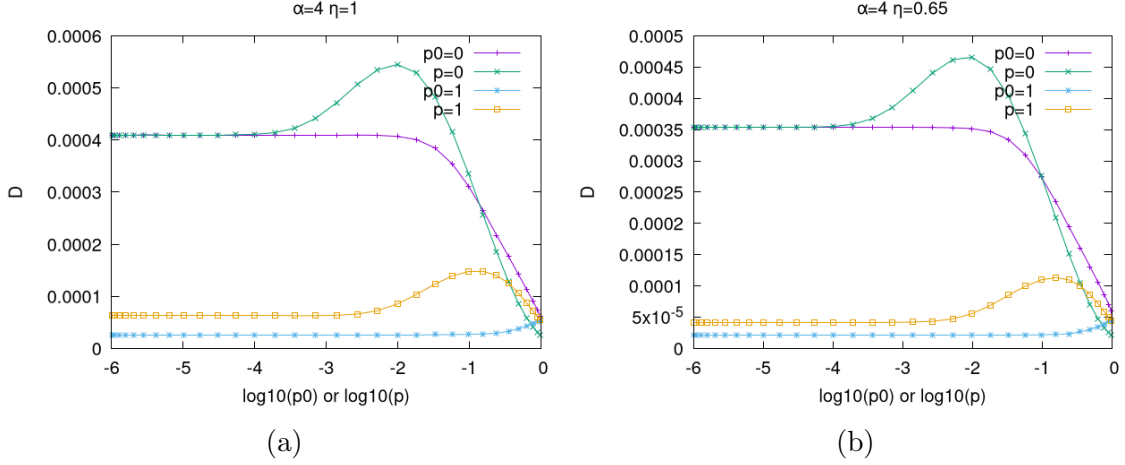 α=4 η=1
0.0006
0.0005
0.0004
0.0003
0.0002
0.0001
0
D
p0=0
p=0
p0=1
p=1
-6 -5 -4 -3 -2 -1 0
log10(p0) or log10(p)
(a)
α=4 η=0.65
0.0005
0.00045
0.0004
0.00035
0.0003
0.00025
0.0002
0.00015
0.0001
5x10⁻⁵
0
D
p0=0
p=0
p0=1
p=1
-6 -5 -4 -3 -2 -1 0
log10(p0) or log10(p)
(b)